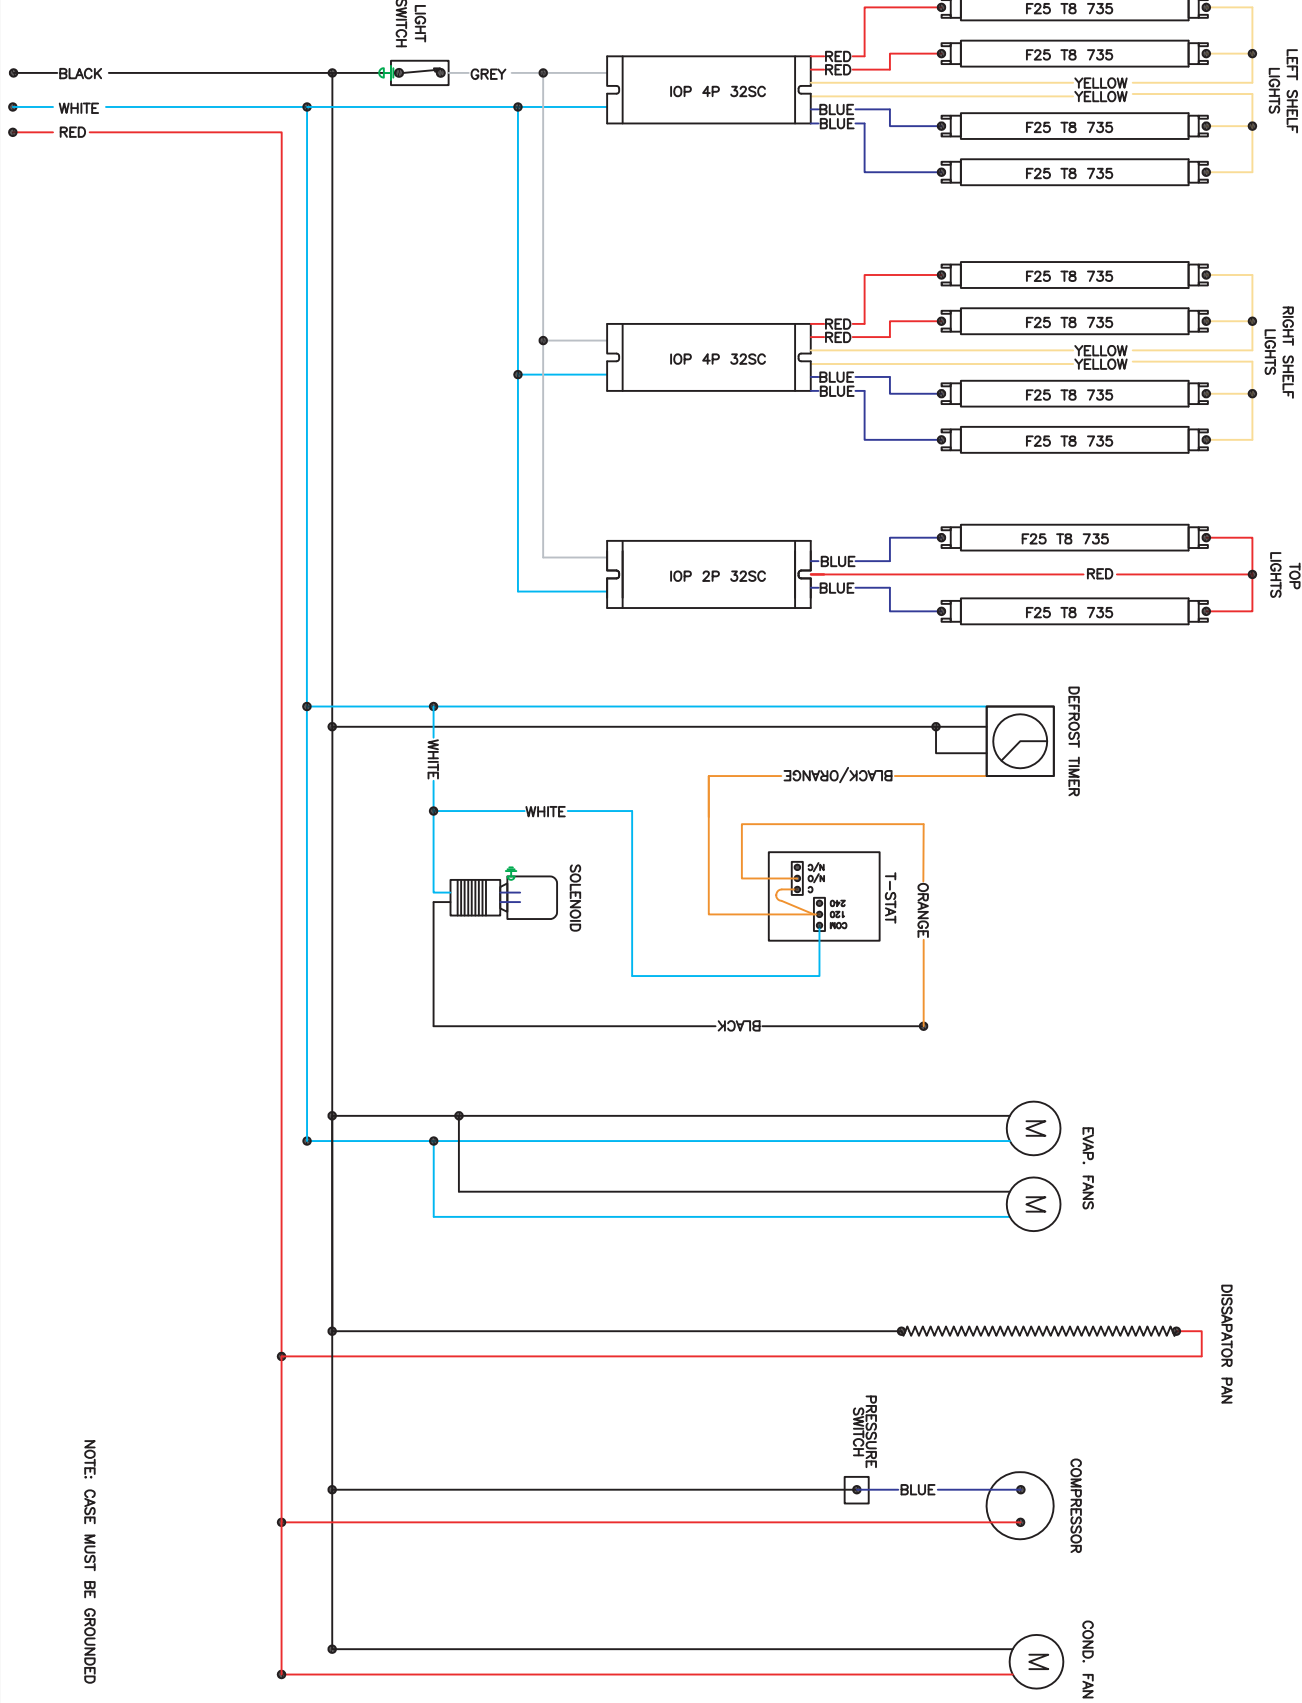 LIGHT
SWITCH
BLACK
WHITE
RED
GREY
IOP 4P 32SC
RED
RED
YELLOW
YELLOW
BLUE
BLUE
F25 T8 735
F25 T8 735
F25 T8 735
F25 T8 735
LEFT SHELF
LIGHTS
IOP 4P 32SC
RED
RED
YELLOW
YELLOW
BLUE
BLUE
F25 T8 735
F25 T8 735
F25 T8 735
F25 T8 735
RIGHT SHELF
LIGHTS
IOP 2P 32SC
BLUE
RED
BLUE
F25 T8 735
F25 T8 735
TOP
LIGHTS
DEFROST TIMER
WHITE
BLACK/ORANGE
WHITE
SOLENOID
N/C
N/O
C
240
120
COM
T-STAT
ORANGE
BLACK
M
M
EVAP. FANS
DISSAPATOR PAN
PRESSURE
SWITCH
BLUE
COMPRESSOR
M
COND. FAN
NOTE: CASE MUST BE GROUNDED